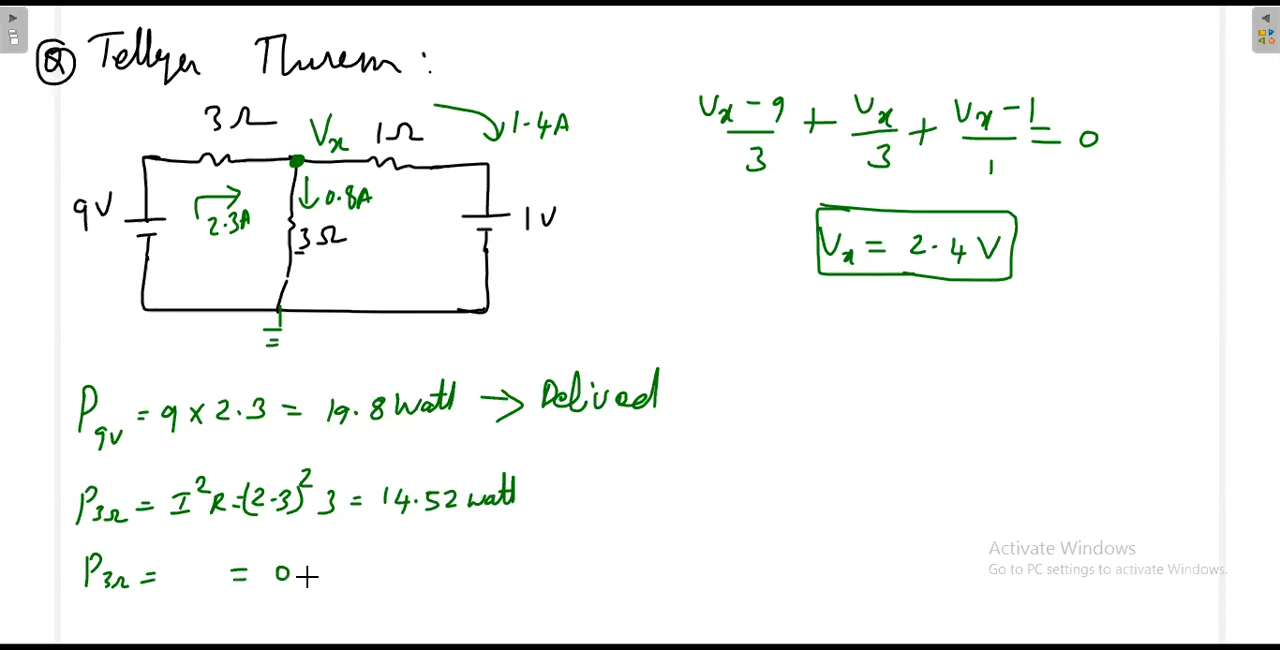 Q Tellegen Theorem :
3Ω Vx 1Ω 1.4A
9V 2.3A 0.8A 3Ω 1V
(Vx - 9)/3 + Vx/3 + (Vx - 1)/1 = 0
Vx = 2.4 V
P9V = 9 × 2.3 = 19.8 Watt → Delivered
P3Ω = I²R = (2.3)² 3 = 14.52 watt
P3Ω = = 0
Activate Windows
Go to PC settings to activate Windows.